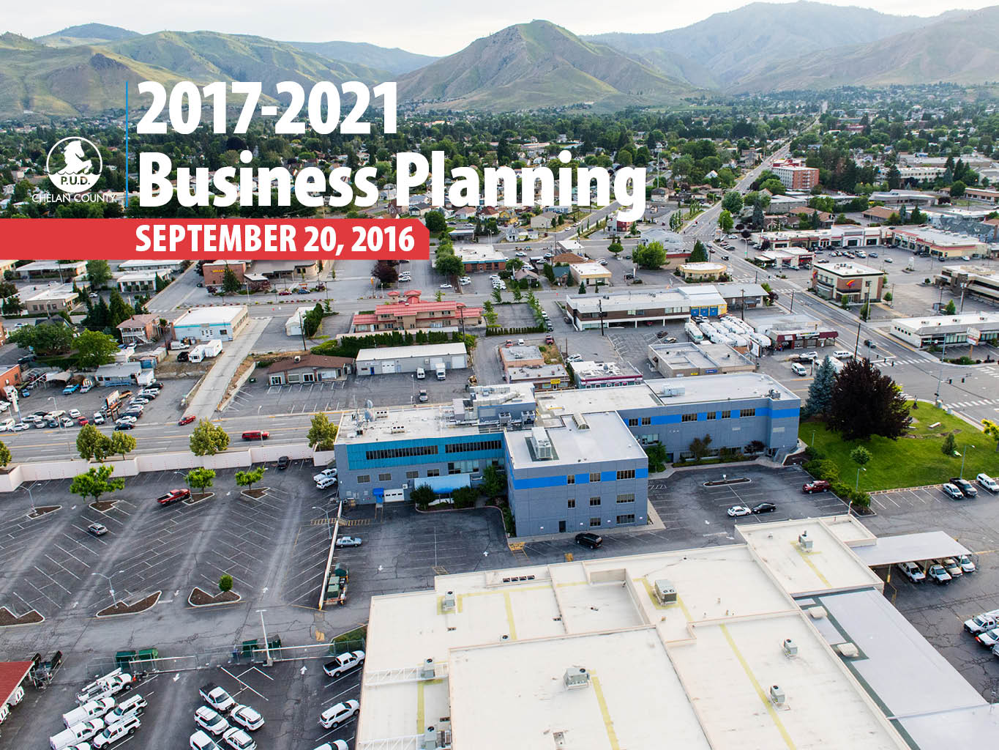 2017-2021
Business Planning
P.U.D.
CHELAN COUNTY
SEPTEMBER 20, 2016